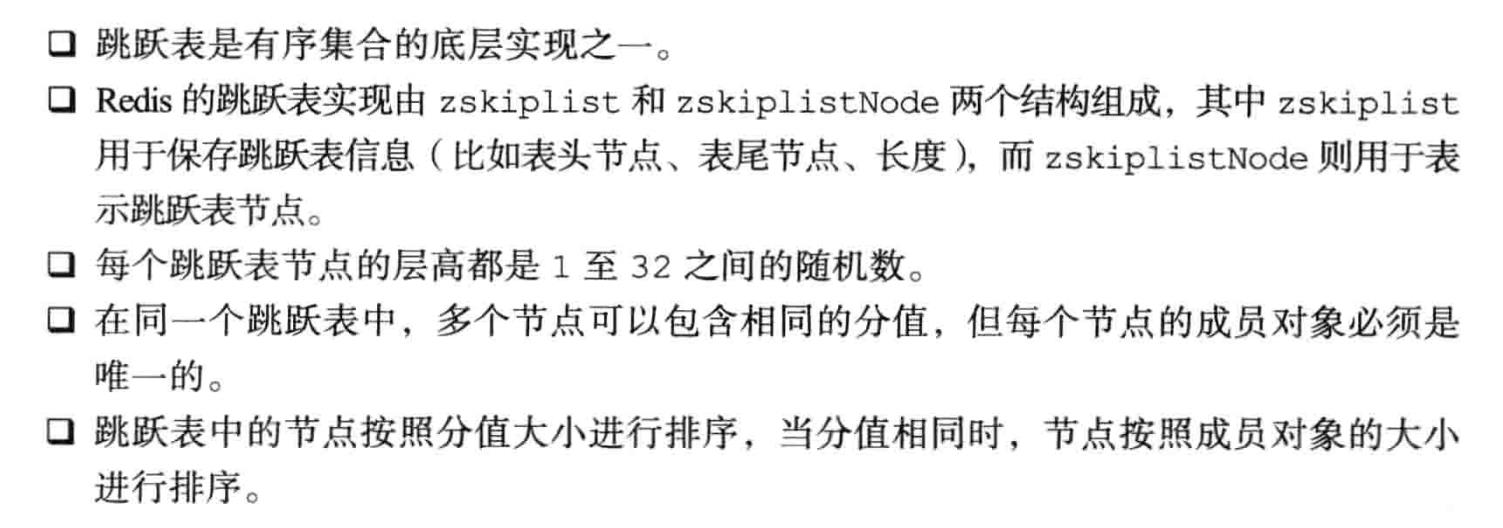 ❑ 跳跃表是有序集合的底层实现之一。
❑ Redis 的跳跃表实现由 zskiplist 和 zskiplistNode 两个结构组成，其中 zskiplist
用于保存跳跃表信息（比如表头节点、表尾节点、长度），而 zskiplistNode 则用于表
示跳跃表节点。
❑ 每个跳跃表节点的层高都是 1 至 32 之间的随机数。
❑ 在同一个跳跃表中，多个节点可以包含相同的分值，但每个节点的成员对象必须是
唯一的。
❑ 跳跃表中的节点按照分值大小进行排序，当分值相同时，节点按照成员对象的大小
进行排序。